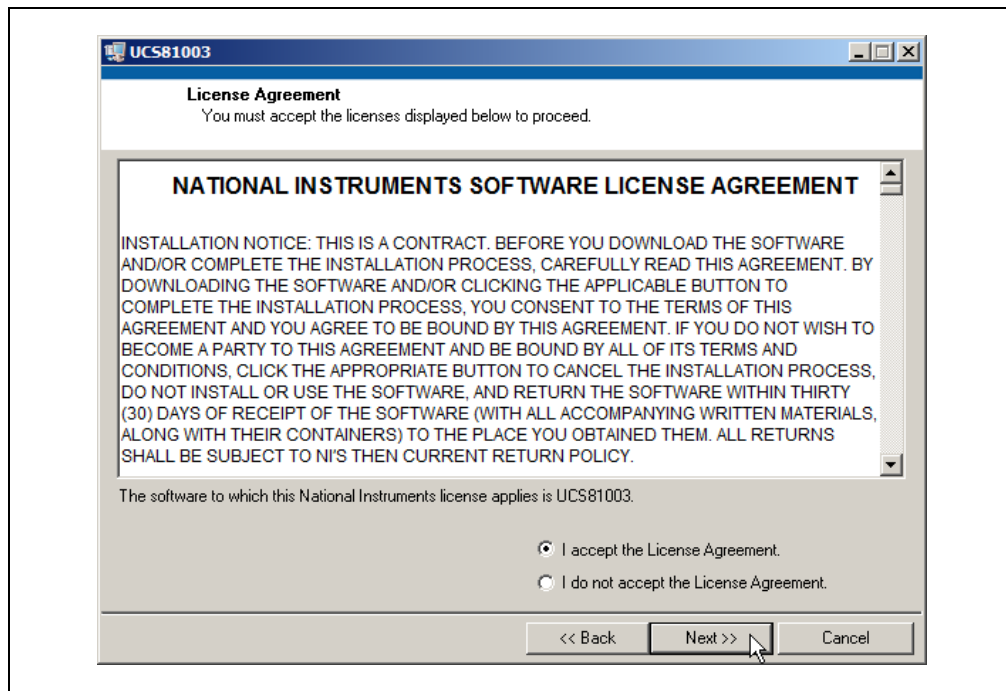 UCS81003
License Agreement
You must accept the licenses displayed below to proceed.
NATIONAL INSTRUMENTS SOFTWARE LICENSE AGREEMENT
INSTALLATION NOTICE: THIS IS A CONTRACT. BEFORE YOU DOWNLOAD THE SOFTWARE
AND/OR COMPLETE THE INSTALLATION PROCESS, CAREFULLY READ THIS AGREEMENT. BY
DOWNLOADING THE SOFTWARE AND/OR CLICKING THE APPLICABLE BUTTON TO
COMPLETE THE INSTALLATION PROCESS, YOU CONSENT TO THE TERMS OF THIS
AGREEMENT AND YOU AGREE TO BE BOUND BY THIS AGREEMENT. IF YOU DO NOT WISH TO
BECOME A PARTY TO THIS AGREEMENT AND BE BOUND BY ALL OF ITS TERMS AND
CONDITIONS, CLICK THE APPROPRIATE BUTTON TO CANCEL THE INSTALLATION PROCESS,
DO NOT INSTALL OR USE THE SOFTWARE, AND RETURN THE SOFTWARE WITHIN THIRTY
(30) DAYS OF RECEIPT OF THE SOFTWARE (WITH ALL ACCOMPANYING WRITTEN MATERIALS,
ALONG WITH THEIR CONTAINERS) TO THE PLACE YOU OBTAINED THEM. ALL RETURNS
SHALL BE SUBJECT TO NI'S THEN CURRENT RETURN POLICY.
The software to which this National Instruments license applies is UCS81003.
I accept the License Agreement.
I do not accept the License Agreement.
<< Back Next >> Cancel